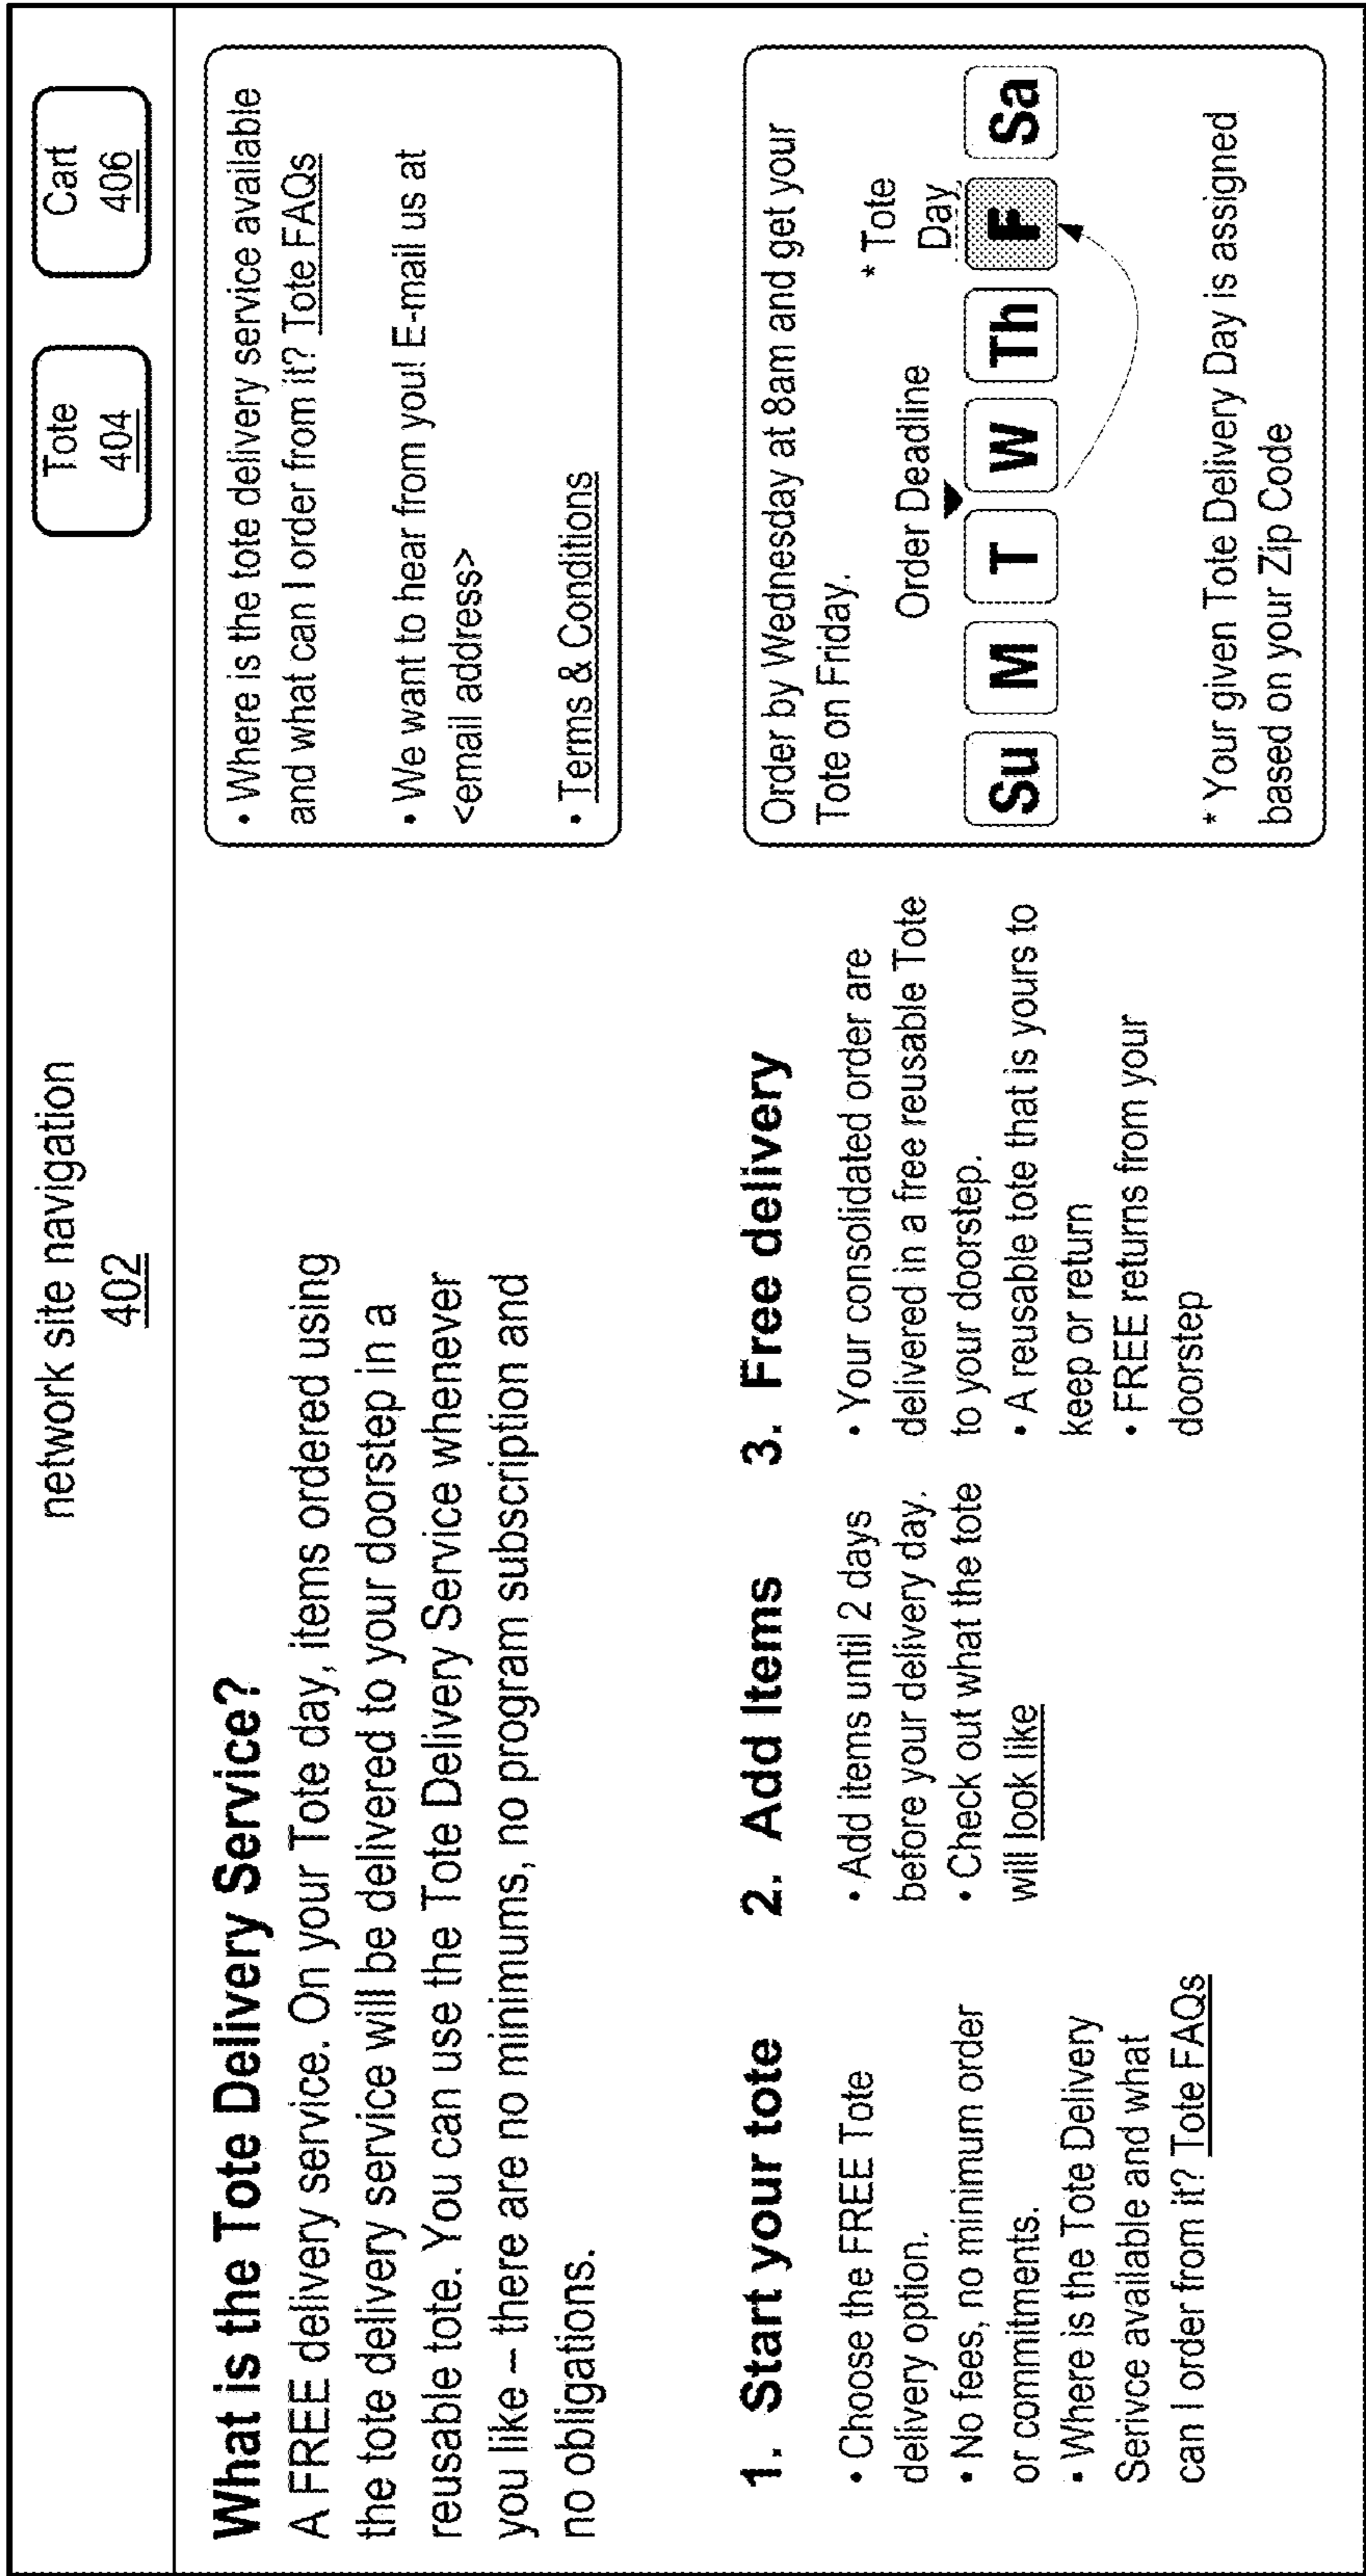 network site navigation
402
Tote
404
Cart
406
What is the Tote Delivery Service?
A FREE delivery service. On your Tote day, items ordered using
the tote delivery service will be delivered to your doorstep in a
reusable tote. You can use the Tote Delivery Service whenever
you like – there are no minimums, no program subscription and
no obligations.
• Where is the tote delivery service available
and what can I order from it? Tote FAQs
• We want to hear from you! E-mail us at
<email address>
• Terms & Conditions
1. Start your tote
• Choose the FREE Tote
delivery option.
• No fees, no minimum order
or commitments.
• Where is the Tote Delivery
Serivce available and what
can I order from it? Tote FAQs
2. Add Items
• Add items until 2 days
before your delivery day.
• Check out what the tote
will look like
3. Free delivery
• Your consolidated order are
delivered in a free reusable Tote
to your doorstep.
• A reusable tote that is yours to
keep or return
• FREE returns from your
doorstep
Order by Wednesday at 8am and get your
Tote on Friday.
* Tote
Day
Order Deadline
Su M T W Th F Sa
* Your given Tote Delivery Day is assigned
based on your Zip Code